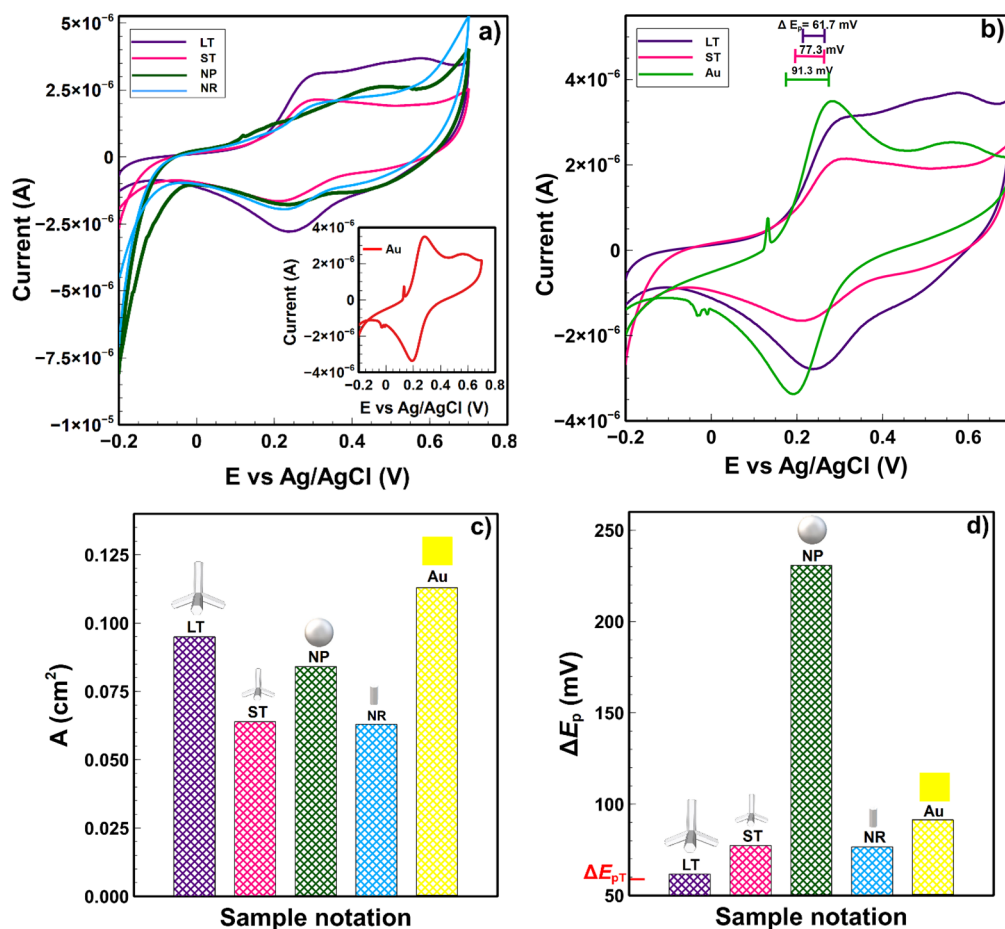 a)
LT
ST
NP
NR
5×10⁻⁶
2.5×10⁻⁶
0
−2.5×10⁻⁶
−5×10⁻⁶
−7.5×10⁻⁶
−1×10⁻⁵
Current (A)
−0.2 0 0.2 0.4 0.6 0.8
E vs Ag/AgCl (V)
Au
4×10⁻⁶
2×10⁻⁶
0
−2×10⁻⁶
−4×10⁻⁶
Current (A)
−0.2 0 0.2 0.4 0.6 0.8
E vs Ag/AgCl (V)
b)
LT
ST
Au
Δ Eₚ= 61.7 mV
77.3 mV
91.3 mV
4×10⁻⁶
2×10⁻⁶
0
−2×10⁻⁶
−4×10⁻⁶
Current (A)
−0.2 0 0.2 0.4 0.6
E vs Ag/AgCl (V)
c)
0.125
0.100
0.075
0.050
0.025
0.000
A (cm²)
LT
ST
NP
NR
Au
Sample notation
d)
250
200
150
100
50
ΔEₚ (mV)
ΔEpT
LT
ST
NP
NR
Au
Sample notation